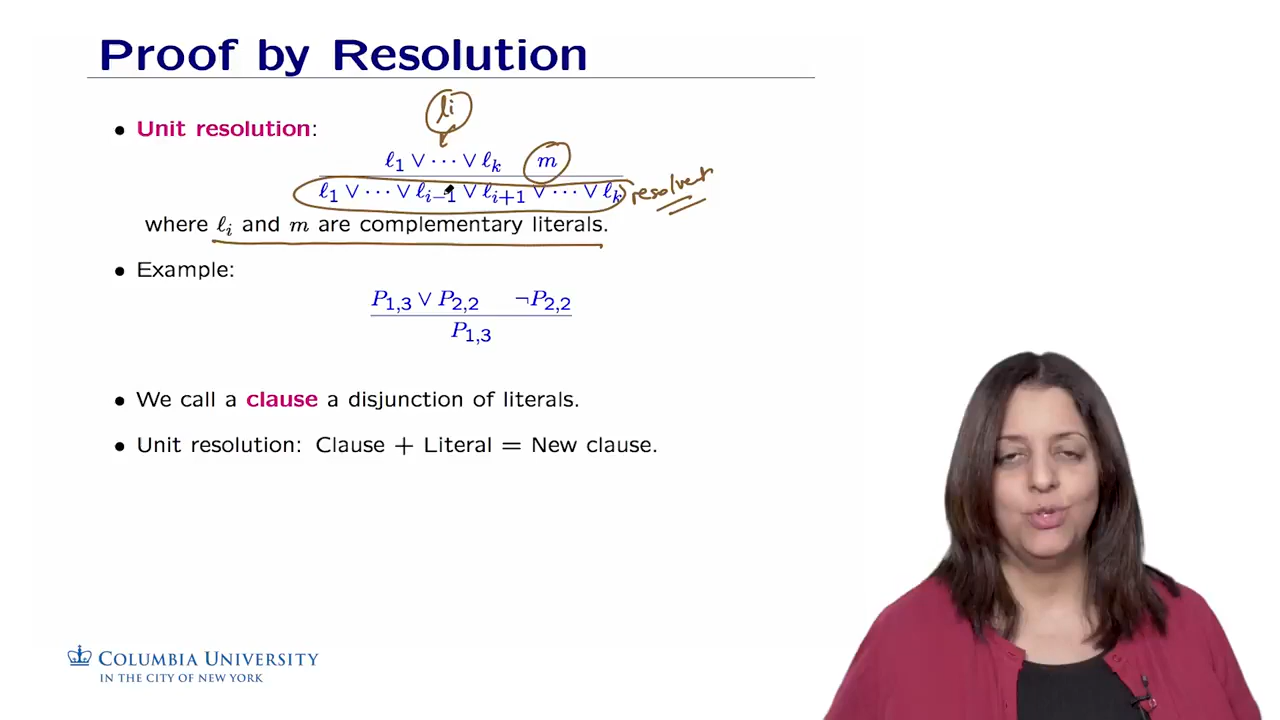 Proof by Resolution
li
• Unit resolution:
ℓ1 ∨ ··· ∨ ℓk m
ℓ1 ∨ ··· ∨ ℓi−1 ∨ ℓi+1 ∨ ··· ∨ ℓk resolvent
where ℓi and m are complementary literals.
• Example:
P1,3 ∨ P2,2 ¬P2,2
P1,3
• We call a clause a disjunction of literals.
• Unit resolution: Clause + Literal = New clause.
COLUMBIA UNIVERSITY
IN THE CITY OF NEW YORK